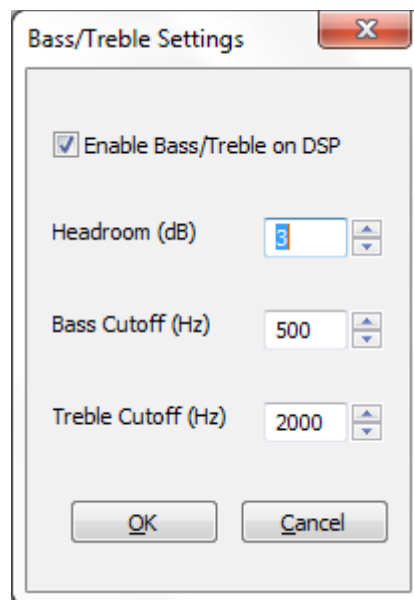 Bass/Treble Settings
Enable Bass/Treble on DSP
Headroom (dB) 3
Bass Cutoff (Hz) 500
Treble Cutoff (Hz) 2000
OK Cancel